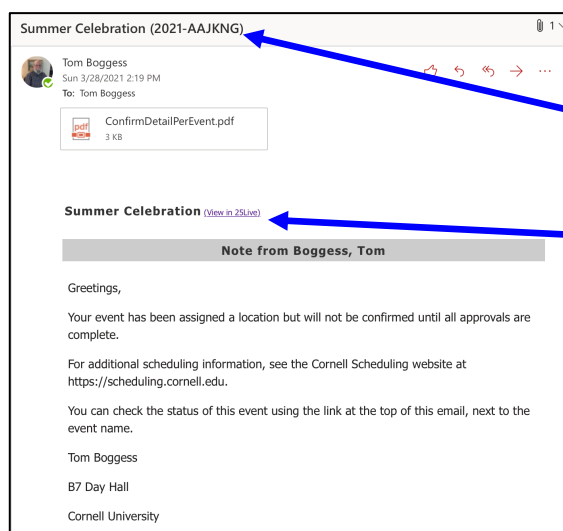 Summer Celebration (2021-AAJKNG)
1
Tom Boggess
Sun 3/28/2021 2:19 PM
To: Tom Boggess
pdf
ConfirmDetailPerEvent.pdf
3 KB
Summer Celebration (View in 25Live)
Note from Boggess, Tom
Greetings,
Your event has been assigned a location but will not be confirmed until all approvals are
complete.
For additional scheduling information, see the Cornell Scheduling website at
https://scheduling.cornell.edu.
You can check the status of this event using the link at the top of this email, next to the
event name.
Tom Boggess
B7 Day Hall
Cornell University